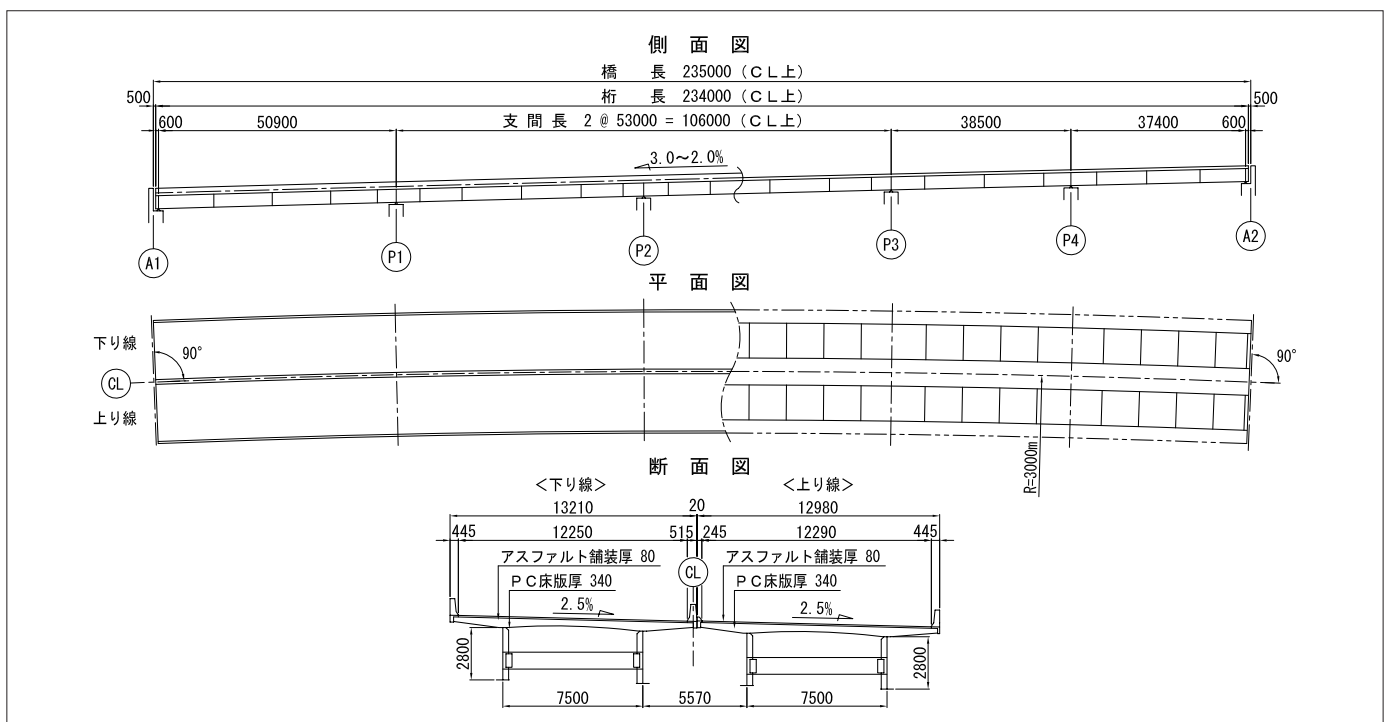 側面図
橋長 235000 (CL上)
500 桁長 234000 (CL上) 500
600 50900 支間長 2 @ 53000 = 106000 (CL上) 38500 37400 600
3.0~2.0%
A1 P1 P2 P3 P4 A2
平面図
下り線 90°
CL
上り線
90°
R=3000m
断面図
<下り線> <上り線>
13210 20 12980
445 12250 515 245 12290 445
アスファルト舗装厚 80 アスファルト舗装厚 80
PC床版厚 340 CL PC床版厚 340
2.5% 2.5%
2800 2800
7500 5570 7500